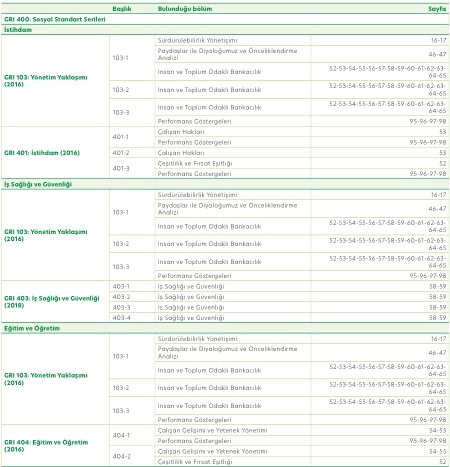 Başlık Bulunduğu bölüm Sayfa
GRI 400: Sosyal Standart Serileri
İstihdam
GRI 103: Yönetim Yaklaşımı
(2016)
103-1
Sürdürülebilirlik Yönetişimi 16-17
Paydaşlar ile Diyaloğumuz ve Önceliklendirme
Analizi
46-47
İnsan ve Toplum Odaklı Bankacılık
52-53-54-55-56-57-58-59-60-61-62-63-
64-65
103-2 İnsan ve Toplum Odaklı Bankacılık
52-53-54-55-56-57-58-59-60-61-62-63-
64-65
103-3
İnsan ve Toplum Odaklı Bankacılık
52-53-54-55-56-57-58-59-60-61-62-63-
64-65
Performans Göstergeleri 95-96-97-98
GRI 401: İstihdam (2016)
401-1
Çalışan Hakları 53
Performans Göstergeleri 95-96-97-98
401-2 Çalışan Hakları 53
401-3
Çeşitlilik ve Fırsat Eşitliği 52
Performans Göstergeleri 95-96-97-98
İş Sağlığı ve Güvenliği
GRI 103: Yönetim Yaklaşımı
(2016)
103-1
Sürdürülebilirlik Yönetişimi 16-17
Paydaşlar ile Diyaloğumuz ve Önceliklendirme
Analizi
46-47
İnsan ve Toplum Odaklı Bankacılık
52-53-54-55-56-57-58-59-60-61-62-63-
64-65
103-2 İnsan ve Toplum Odaklı Bankacılık
52-53-54-55-56-57-58-59-60-61-62-63-
64-65
103-3
İnsan ve Toplum Odaklı Bankacılık
52-53-54-55-56-57-58-59-60-61-62-63-
64-65
Performans Göstergeleri 95-96-97-98
GRI 403: İş Sağlığı ve Güvenliği
(2018)
403-1 İş Sağlığı ve Güvenliği 58-59
403-2 İş Sağlığı ve Güvenliği 58-59
403-3 İş Sağlığı ve Güvenliği 58-59
403-4 İş Sağlığı ve Güvenliği 58-59
Eğitim ve Öğretim
GRI 103: Yönetim Yaklaşımı
(2016)
103-1
Sürdürülebilirlik Yönetişimi 16-17
Paydaşlar ile Diyaloğumuz ve Önceliklendirme
Analizi
46-47
İnsan ve Toplum Odaklı Bankacılık
52-53-54-55-56-57-58-59-60-61-62-63-
64-65
103-2 İnsan ve Toplum Odaklı Bankacılık
52-53-54-55-56-57-58-59-60-61-62-63-
64-65
103-3
İnsan ve Toplum Odaklı Bankacılık
52-53-54-55-56-57-58-59-60-61-62-63-
64-65
Performans Göstergeleri 95-96-97-98
GRI 404: Eğitim ve Öğretim
(2016)
404-1
Çalışan Gelişimi ve Yetenek Yönetimi 54-55
Performans Göstergeleri 95-96-97-98
404-2
Çalışan Gelişimi ve Yetenek Yönetimi 54-55
Çeşitlilik ve Fırsat Eşitliği 52